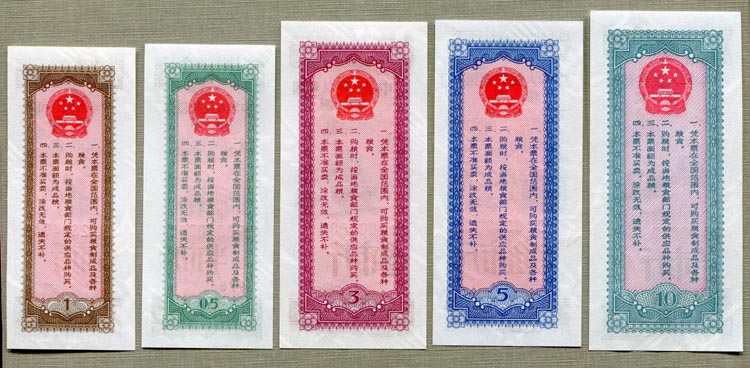 一、凭本票在全国范围内，可购买粮食制成品及各种
粮食。
二、购粮时，按当地粮食部门规定的供应品种购买。
三、本票面额为成品粮。
四、本票不准买卖，涂改无效，遗失不补。
1
一、凭本票在全国范围内，可购买粮食制成品及各种
粮食。
二、购粮时，按当地粮食部门规定的供应品种购买。
三、本票面额为成品粮。
四、本票不准买卖，涂改无效，遗失不补。
05
一、凭本票在全国范围内，可购买粮食制成品及各种
粮食。
二、购粮时，按当地粮食部门规定的供应品种购买。
三、本票面额为成品粮。
四、本票不准买卖，涂改无效，遗失不补。
3
一、凭本票在全国范围内，可购买粮食制成品及各种
粮食。
二、购粮时，按当地粮食部门规定的供应品种购买。
三、本票面额为成品粮。
四、本票不准买卖，涂改无效，遗失不补。
5
一、凭本票在全国范围内，可购买粮食制成品及各种
粮食。
二、购粮时，按当地粮食部门规定的供应品种购买。
三、本票面额为成品粮。
四、本票不准买卖，涂改无效，遗失不补。
10